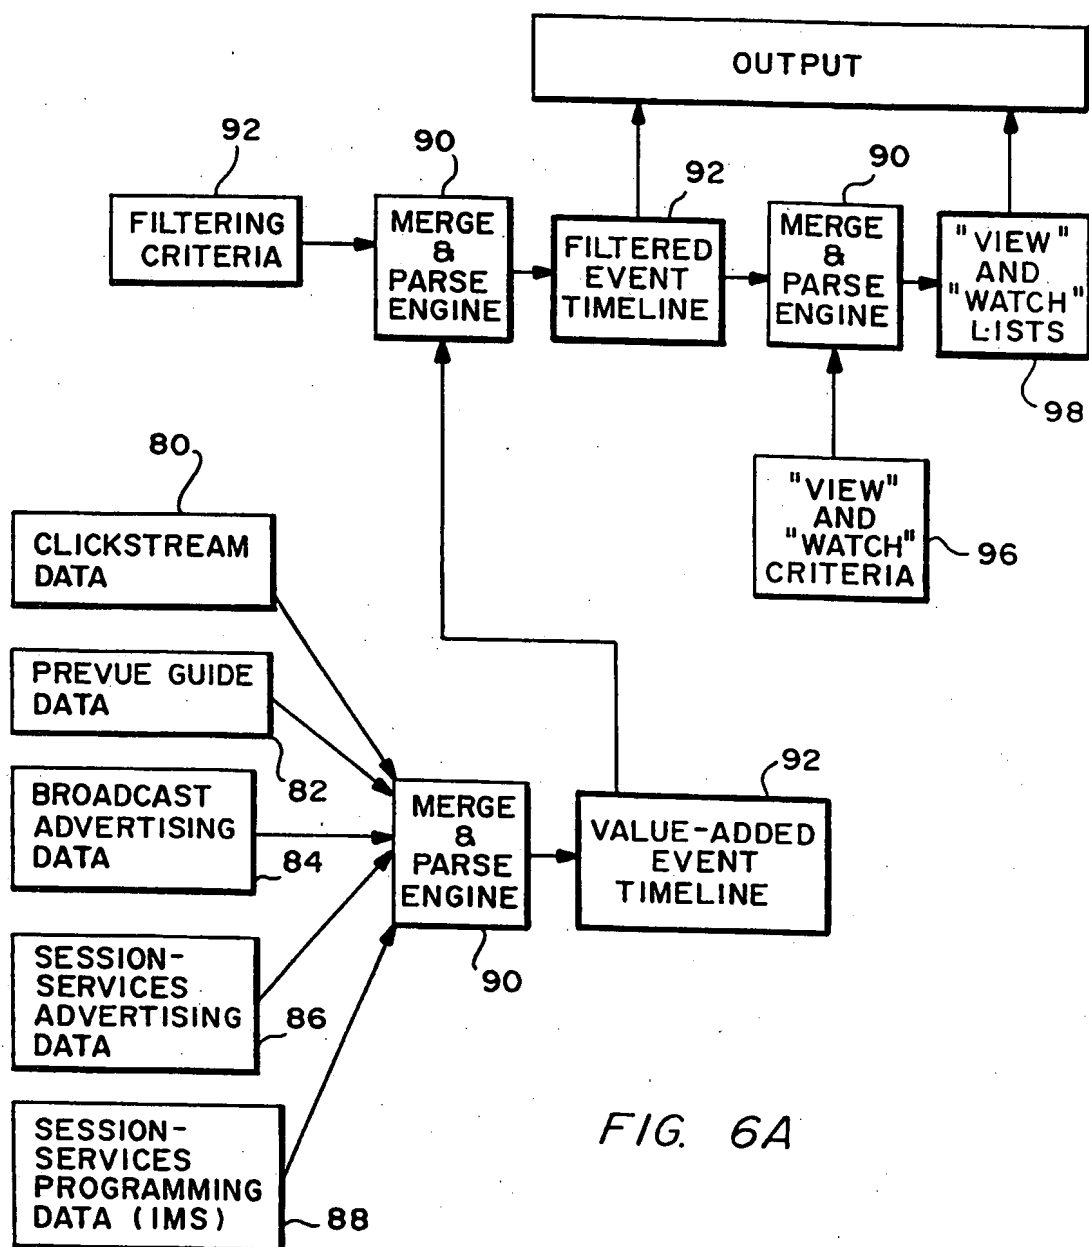 OUTPUT
92
FILTERING
CRITERIA
90
MERGE
&
PARSE
ENGINE
92
FILTERED
EVENT
TIMELINE
90
MERGE
&
PARSE
ENGINE
"VIEW"
AND
"WATCH"
LISTS
98
"VIEW"
AND
"WATCH"
CRITERIA
96
80
CLICKSTREAM
DATA
PREVUE GUIDE
DATA
82
BROADCAST
ADVERTISING
DATA
84
SESSION-
SERVICES
ADVERTISING
DATA
86
SESSION-
SERVICES
PROGRAMMING
DATA (IMS)
88
MERGE
&
PARSE
ENGINE
90
92
VALUE-ADDED
EVENT
TIMELINE
FIG. 6A